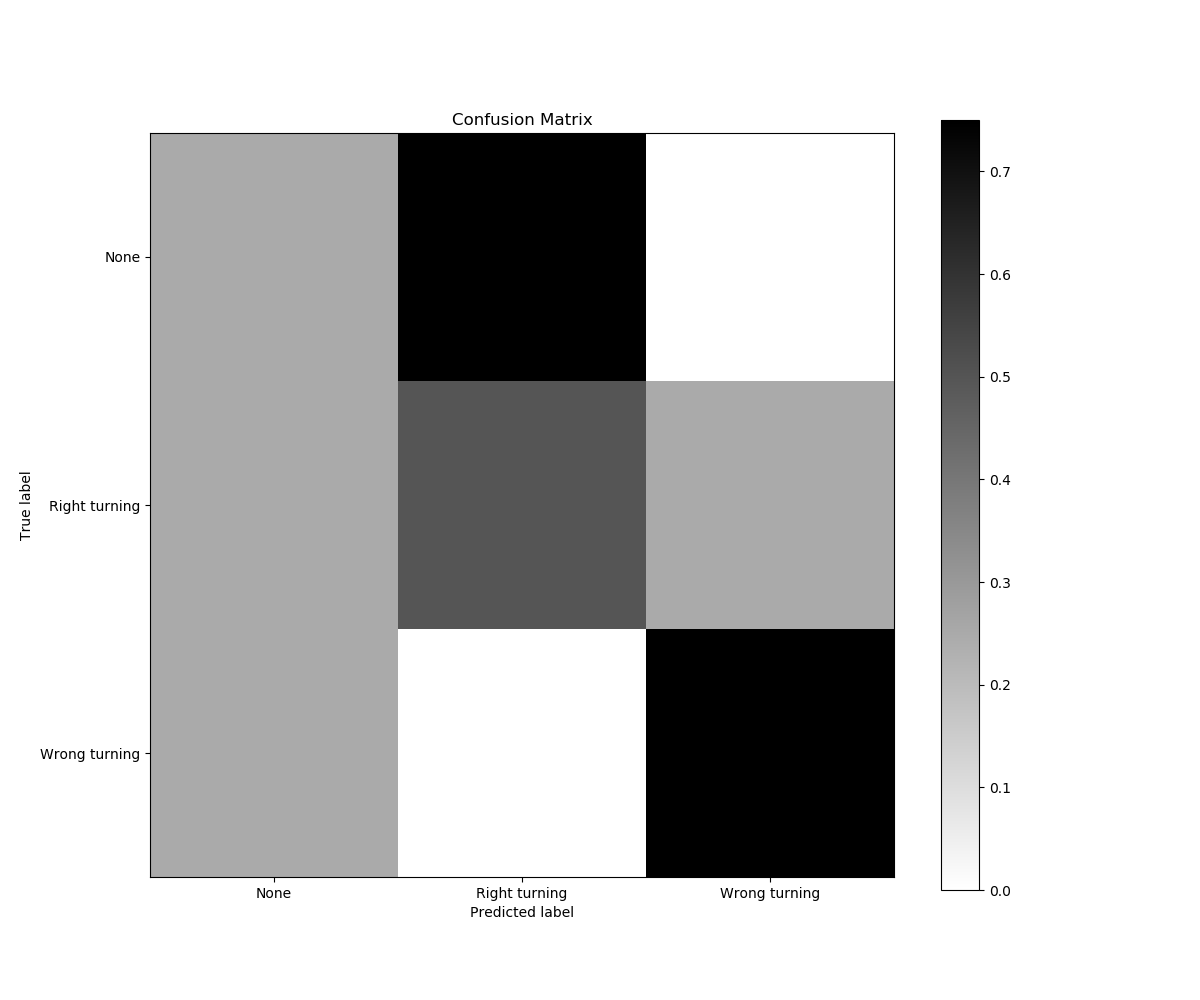 Confusion Matrix
None
Right turning
Wrong turning
True label
None
Right turning
Wrong turning
Predicted label
0.7
0.6
0.5
0.4
0.3
0.2
0.1
0.0